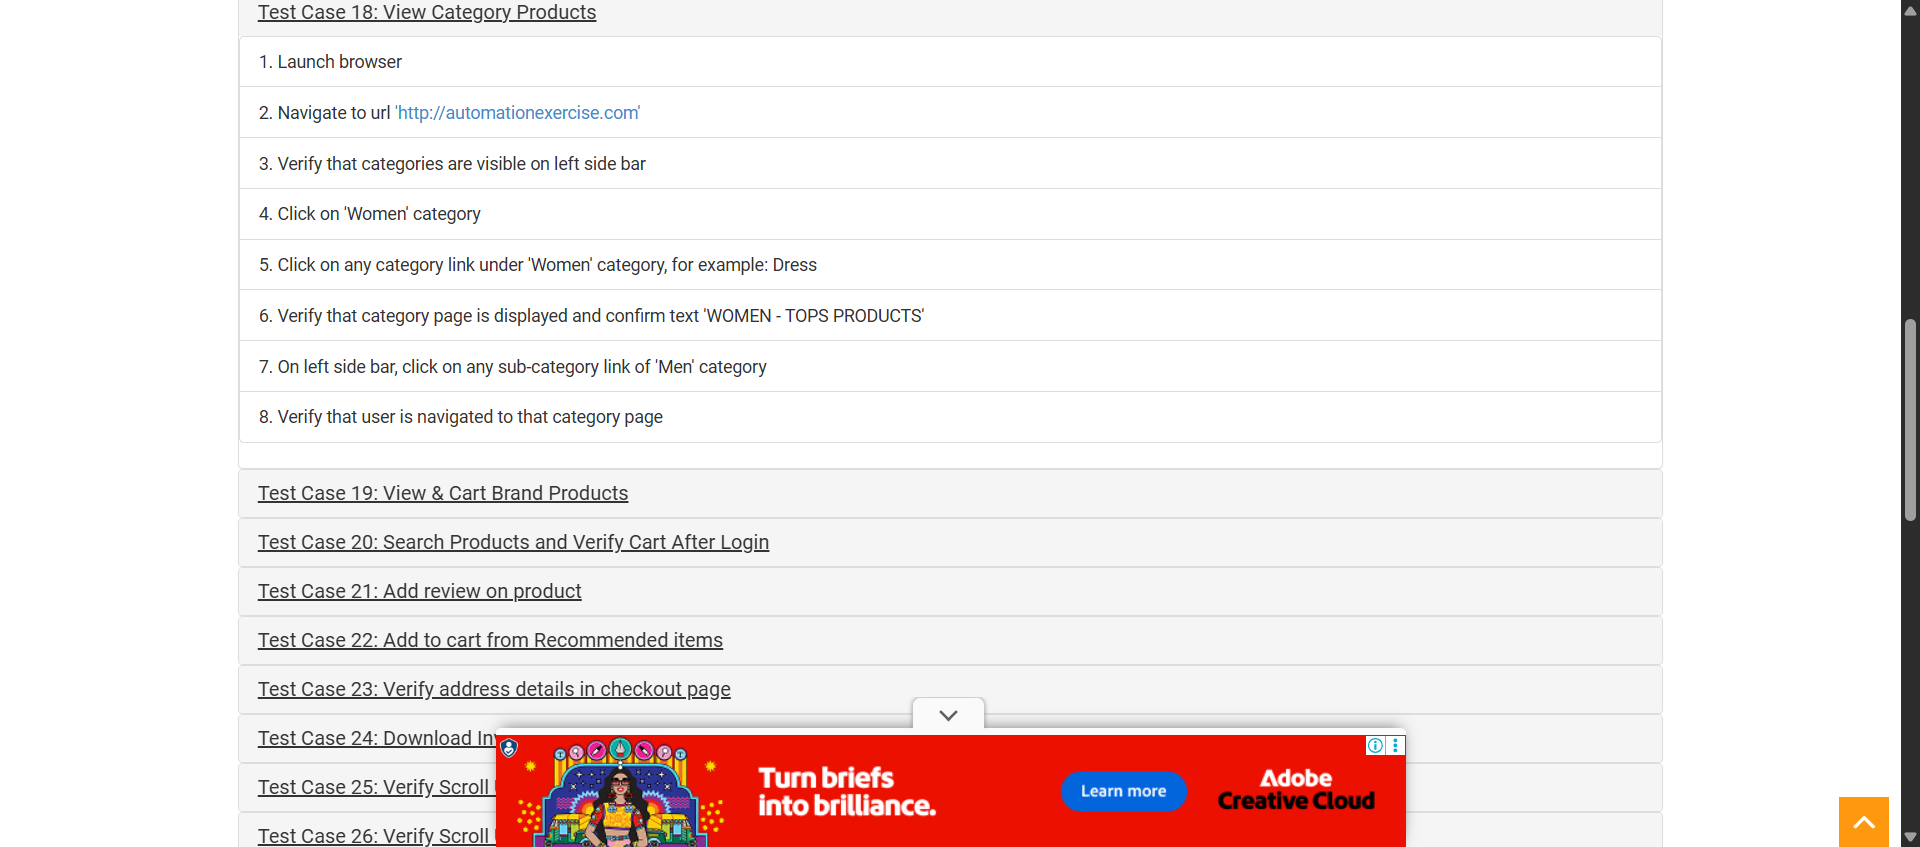 Test Case 18: View Category Products
1. Launch browser
2. Navigate to url 'http://automationexercise.com'
3. Verify that categories are visible on left side bar
4. Click on 'Women' category
5. Click on any category link under 'Women' category, for example: Dress
6. Verify that category page is displayed and confirm text 'WOMEN - TOPS PRODUCTS'
7. On left side bar, click on any sub-category link of 'Men' category
8. Verify that user is navigated to that category page
Test Case 19: View & Cart Brand Products
Test Case 20: Search Products and Verify Cart After Login
Test Case 21: Add review on product
Test Case 22: Add to cart from Recommended items
Test Case 23: Verify address details in checkout page
Test Case 24: Download
Test Case 25: Verify Scroll
Test Case 26: Verify Scroll
Turn briefs
into brilliance.
Learn more
Adobe
Creative Cloud